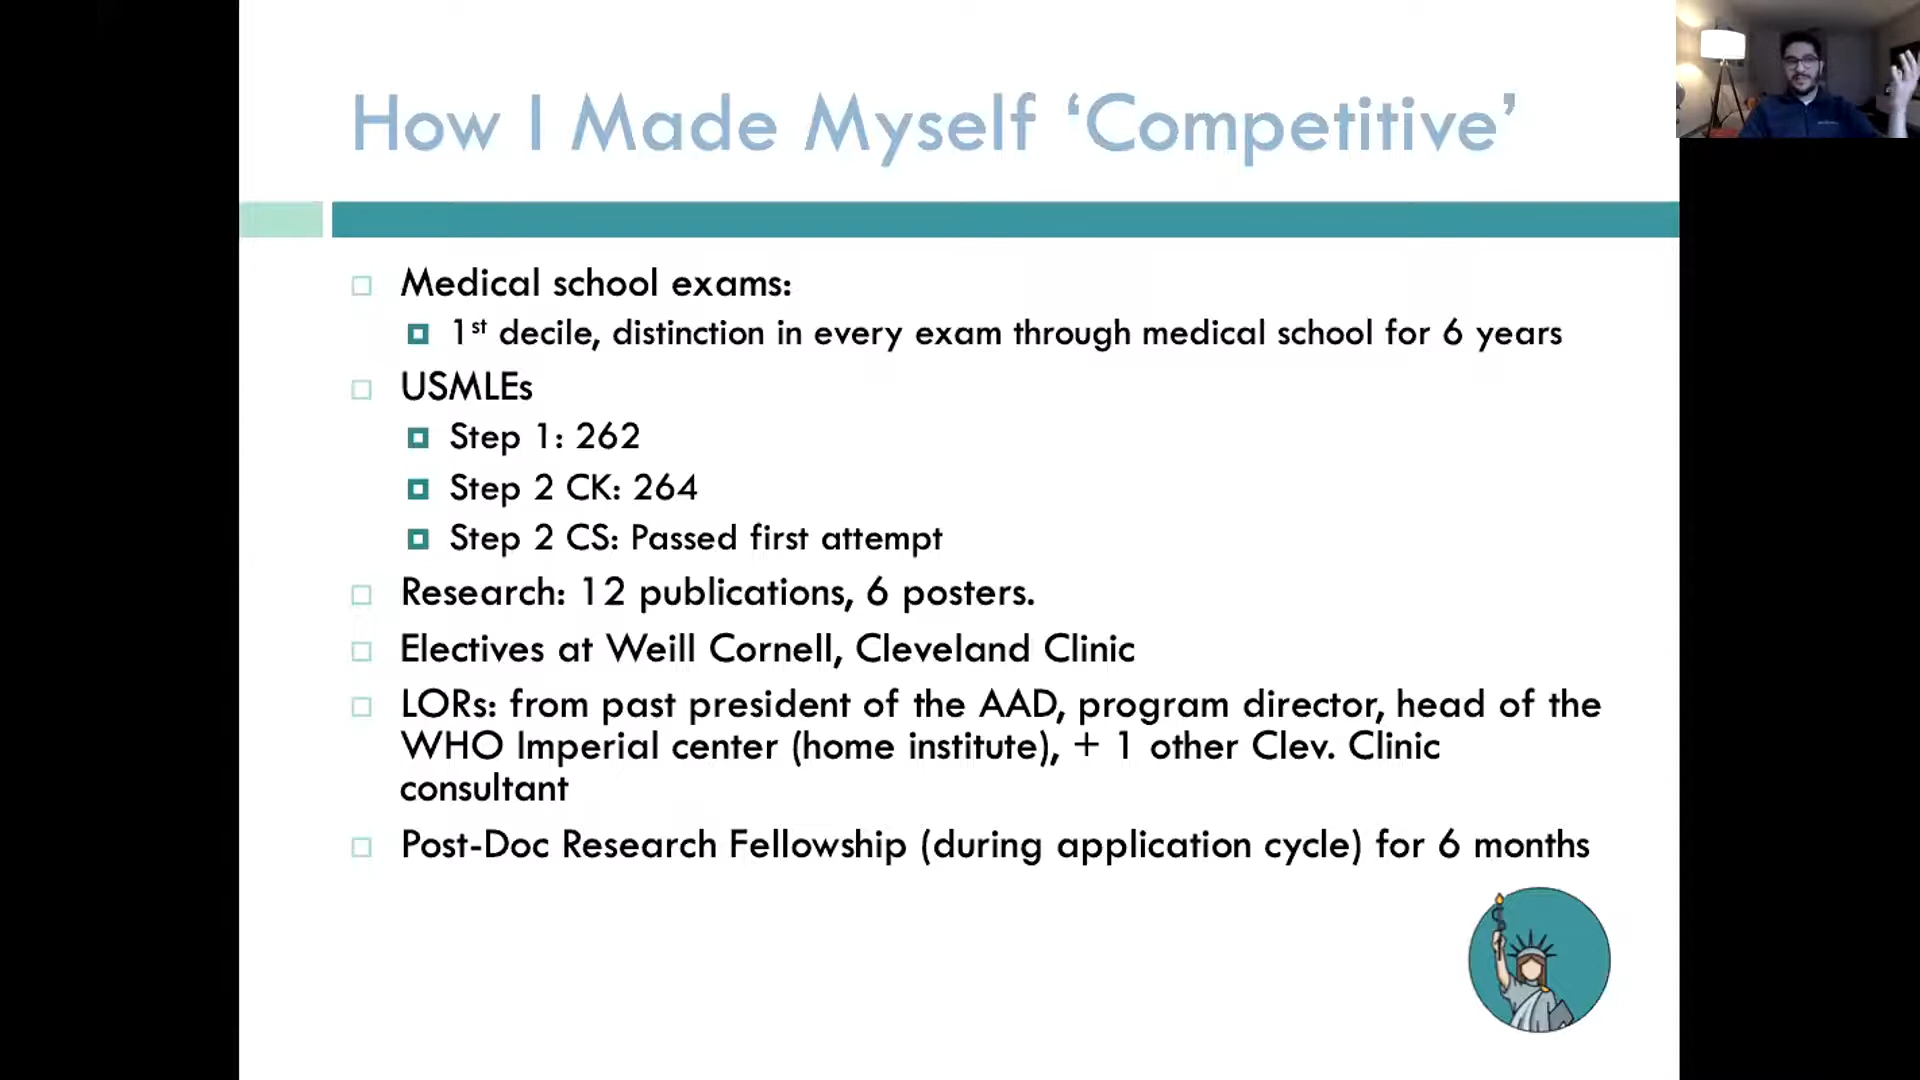 How I Made Myself ‘Competitive’
Medical school exams:
1st decile, distinction in every exam through medical school for 6 years
USMLEs
Step 1: 262
Step 2 CK: 264
Step 2 CS: Passed first attempt
Research: 12 publications, 6 posters.
Electives at Weill Cornell, Cleveland Clinic
LORs: from past president of the AAD, program director, head of the
WHO Imperial center (home institute), + 1 other Clev. Clinic
consultant
Post-Doc Research Fellowship (during application cycle) for 6 months